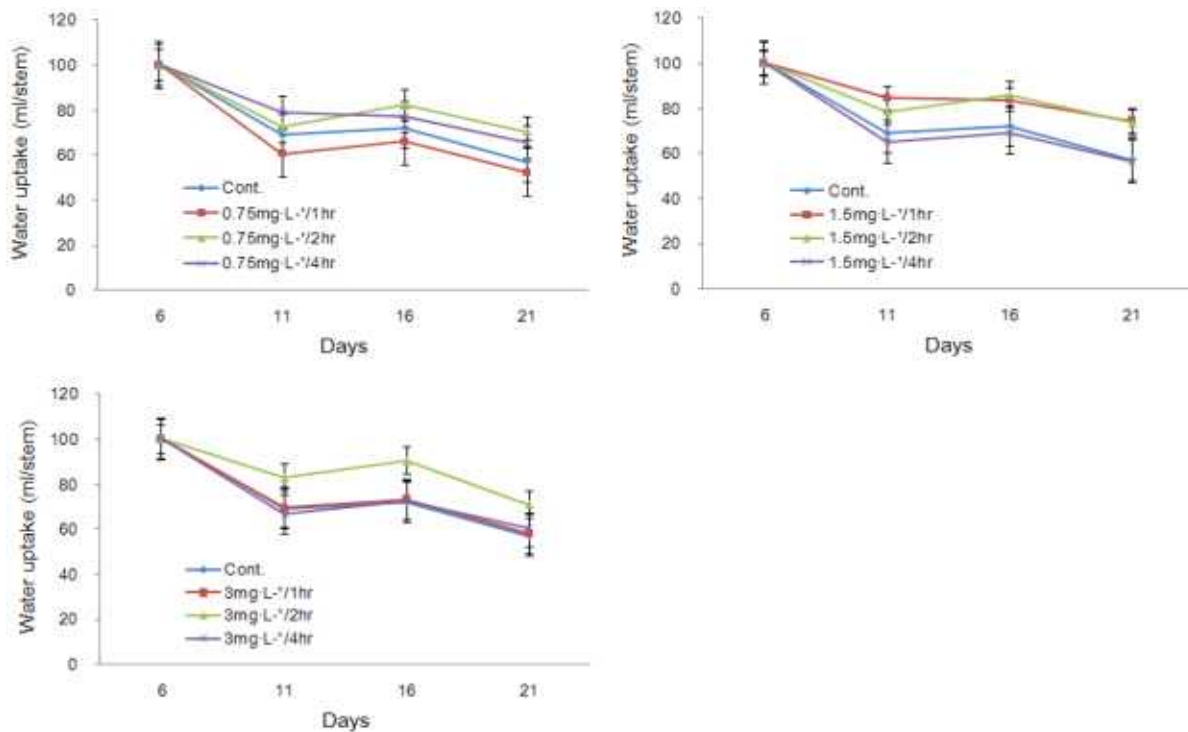 120
100
80
60
40
20
0
Water uptake (ml/stem)
Cont.
0.75mg·L-¹/1hr
0.75mg·L-¹/2hr
0.75mg·L-¹/4hr
6 11 16 21
Days
120
100
80
60
40
20
0
Water uptake (ml/stem)
Cont.
1.5mg·L-¹/1hr
1.5mg·L-¹/2hr
1.5mg·L-¹/4hr
6 11 16 21
Days
120
100
80
60
40
20
0
Water uptake (ml/stem)
Cont.
3mg·L-¹/1hr
3mg·L-¹/2hr
3mg·L-¹/4hr
6 11 16 21
Days